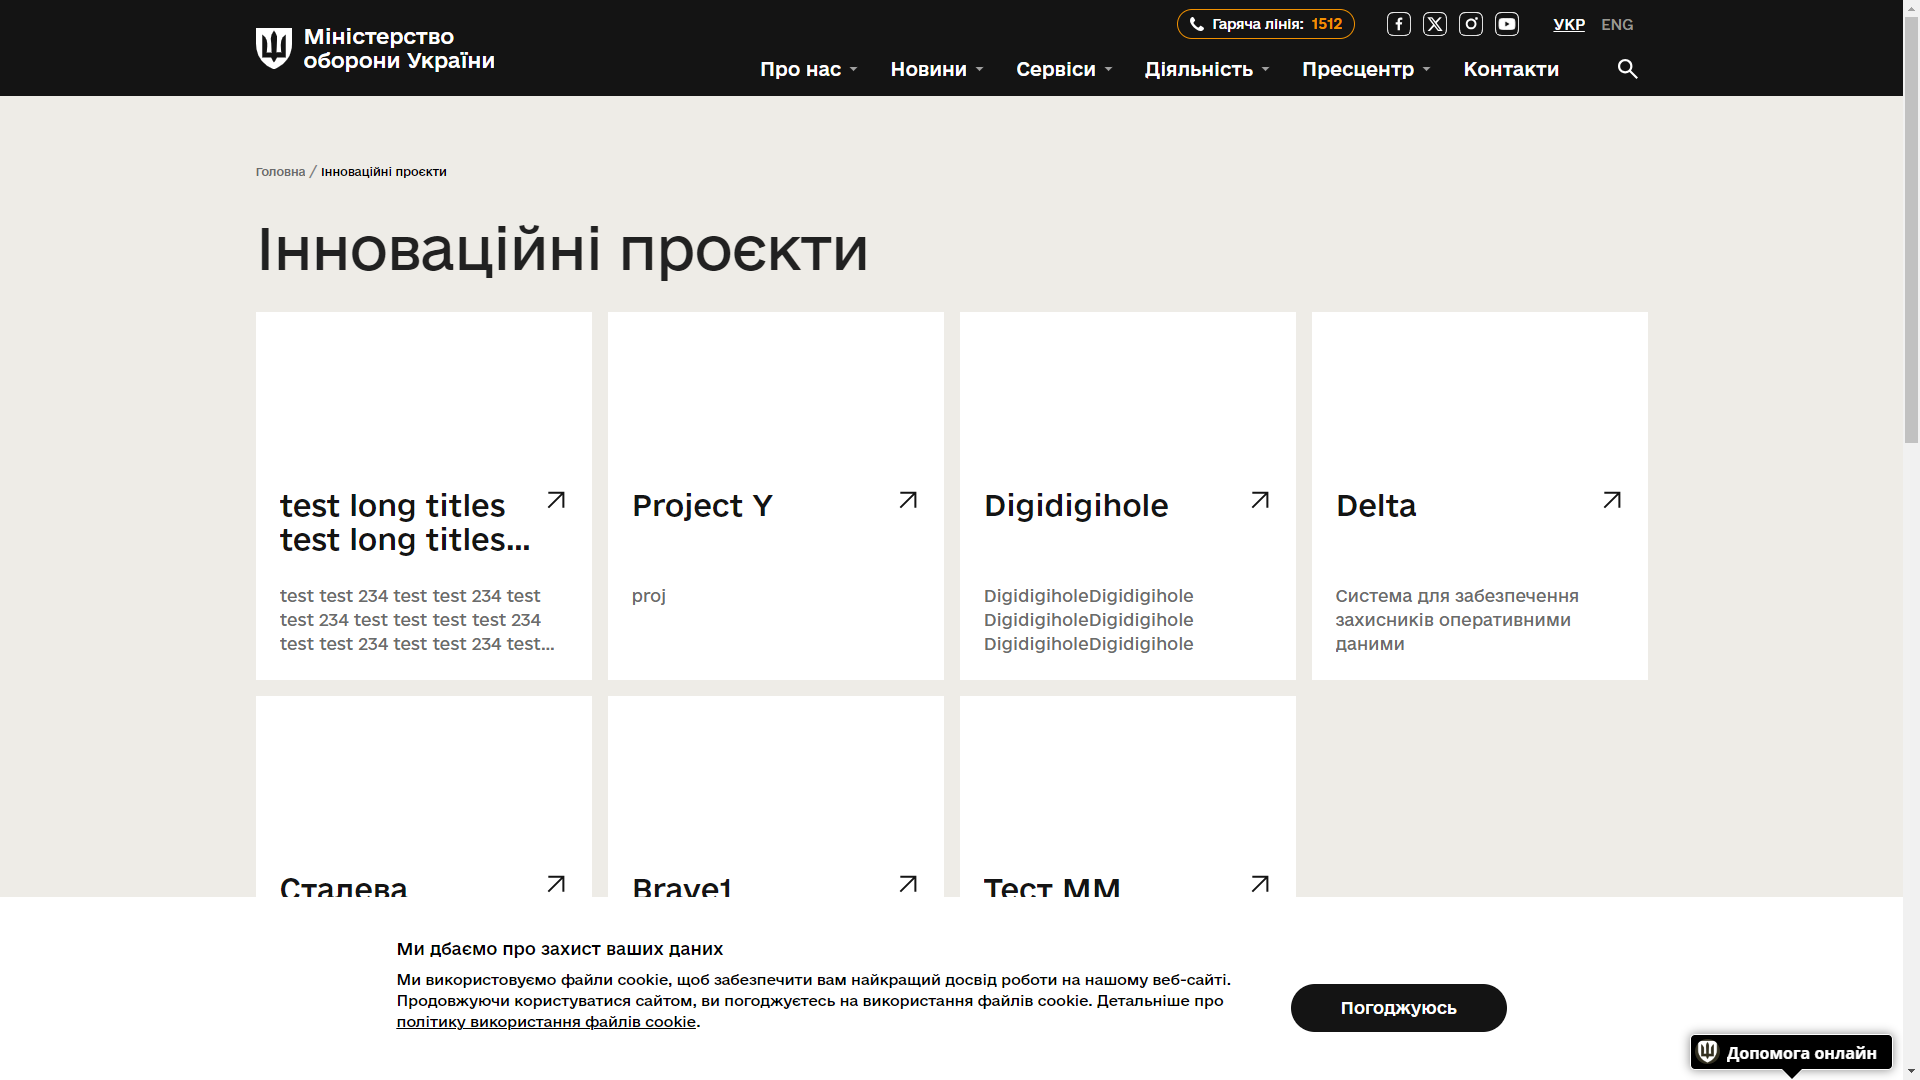 Міністерство
оборони України
Гаряча лінія: 1512
УКР ENG
Про нас
Новини
Сервіси
Діяльність
Пресцентр
Контакти
Головна / Інноваційні проєкти
Інноваційні проєкти
test long titles
test long titles...
test test 234 test test 234 test
test 234 test test test test 234
test test 234 test test 234 test...
Project Y
proj
Digidigihole
DigidigiholeDigidigihole
DigidigiholeDigidigihole
DigidigiholeDigidigihole
Delta
Система для забезпечення
захисників оперативними
даними
Сталева
Brave1
Тест ММ
Ми дбаємо про захист ваших даних
Ми використовуємо файли cookie, щоб забезпечити вам найкращий досвід роботи на нашому веб-сайті.
Продовжуючи користуватися сайтом, ви погоджуєтесь на використання файлів cookie. Детальніше про
політику використання файлів cookie.
Погоджуюсь
Допомога онлайн